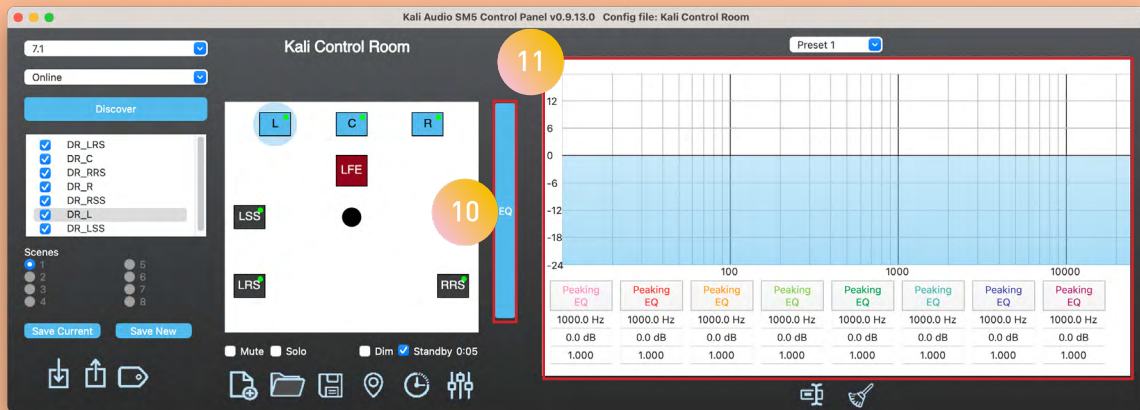 Kali Audio SM5 Control Panel v0.9.13.0 Config file: Kali Control Room
7.1
Online
Discover
DR_LRS
DR_C
DR_RRS
DR_R
DR_RSS
DR_L
DR_LSS
Scenes
1 5
2 6
3 7
4 8
Save Current Save New
Kali Control Room
L C R
LFE
LSS
LRS RRS
Mute Solo Dim Standby 0:05
10
EQ
11
Preset 1
12
6
0
-6
-12
-18
-24
100 1000 10000
Peaking Peaking Peaking Peaking Peaking Peaking Peaking Peaking
EQ EQ EQ EQ EQ EQ EQ EQ
1000.0 Hz 1000.0 Hz 1000.0 Hz 1000.0 Hz 1000.0 Hz 1000.0 Hz 1000.0 Hz 1000.0 Hz
0.0 dB 0.0 dB 0.0 dB 0.0 dB 0.0 dB 0.0 dB 0.0 dB 0.0 dB
1.000 1.000 1.000 1.000 1.000 1.000 1.000 1.000